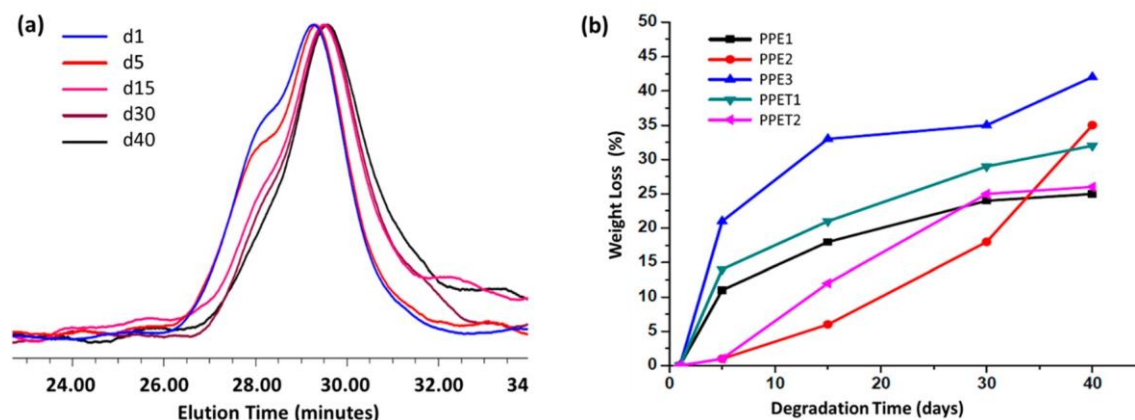 (a)
d1
d5
d15
d30
d40
24.00 26.00 28.00 30.00 32.00 34
Elution Time (minutes)
(b)
50
45
40
35
30
25
20
15
10
5
0
Weight Loss (%)
PPE1
PPE2
PPE3
PPET1
PPET2
0 10 20 30 40
Degradation Time (days)